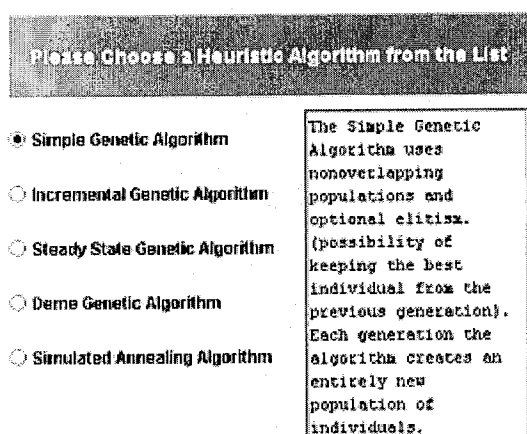 Please Choose a Heuristic Algorithm from the List
Simple Genetic Algorithm
Incremental Genetic Algorithm
Steady State Genetic Algorithm
Deme Genetic Algorithm
Simulated Annealing Algorithm
The Simple Genetic
Algorithm uses
nonoverlapping
populations and
optional elitism.
(possibility of
keeping the best
individual from the
previous generation).
Each generation the
algorithm creates an
entirely new
population of
individuals.